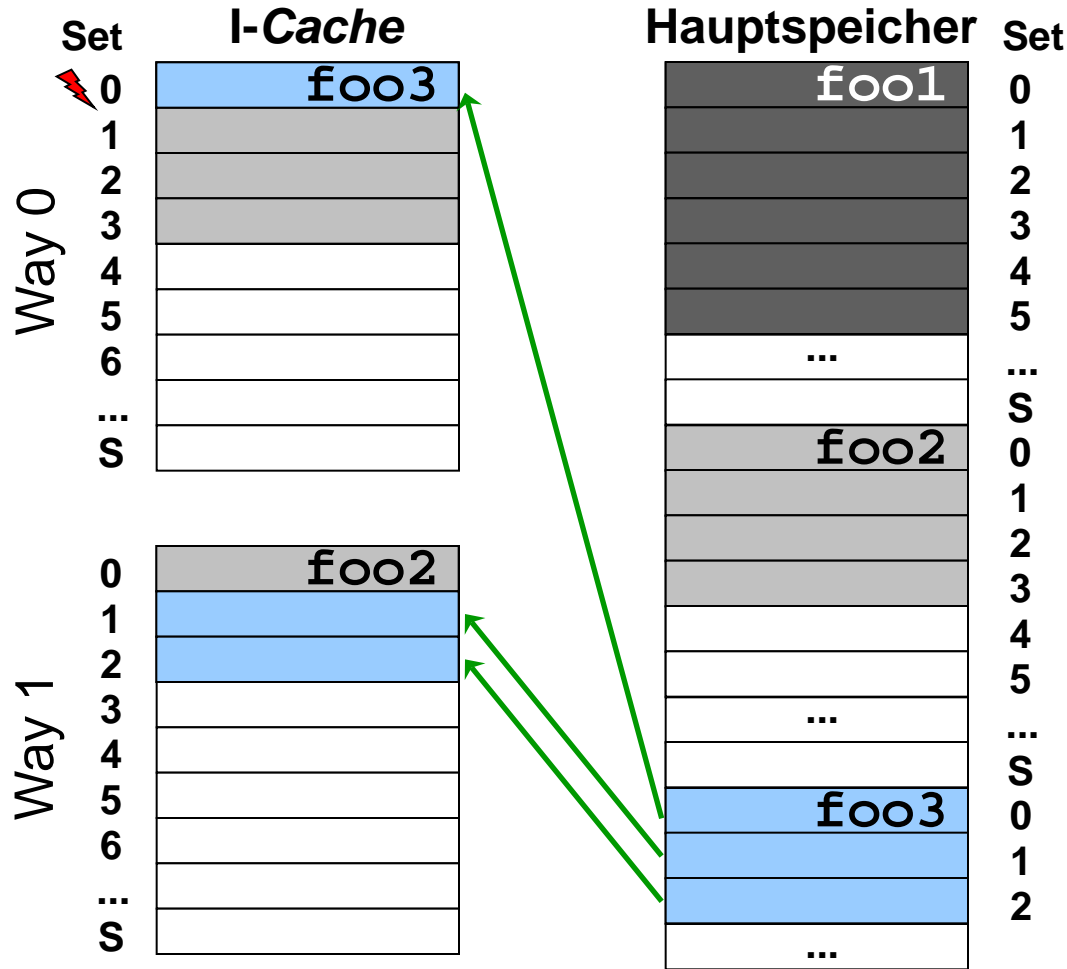 Set I-Cache Hauptspeicher Set
0 foo3 foo1 0
1 1
2 2
3 3
4 4
5 5
6 ... ...
... S
S foo2 0
1
0 foo2 2
1 3
2 4
3 5
4 ... ...
5 S
6 foo3 0
... 1
S 2
...
Way 0
Way 1